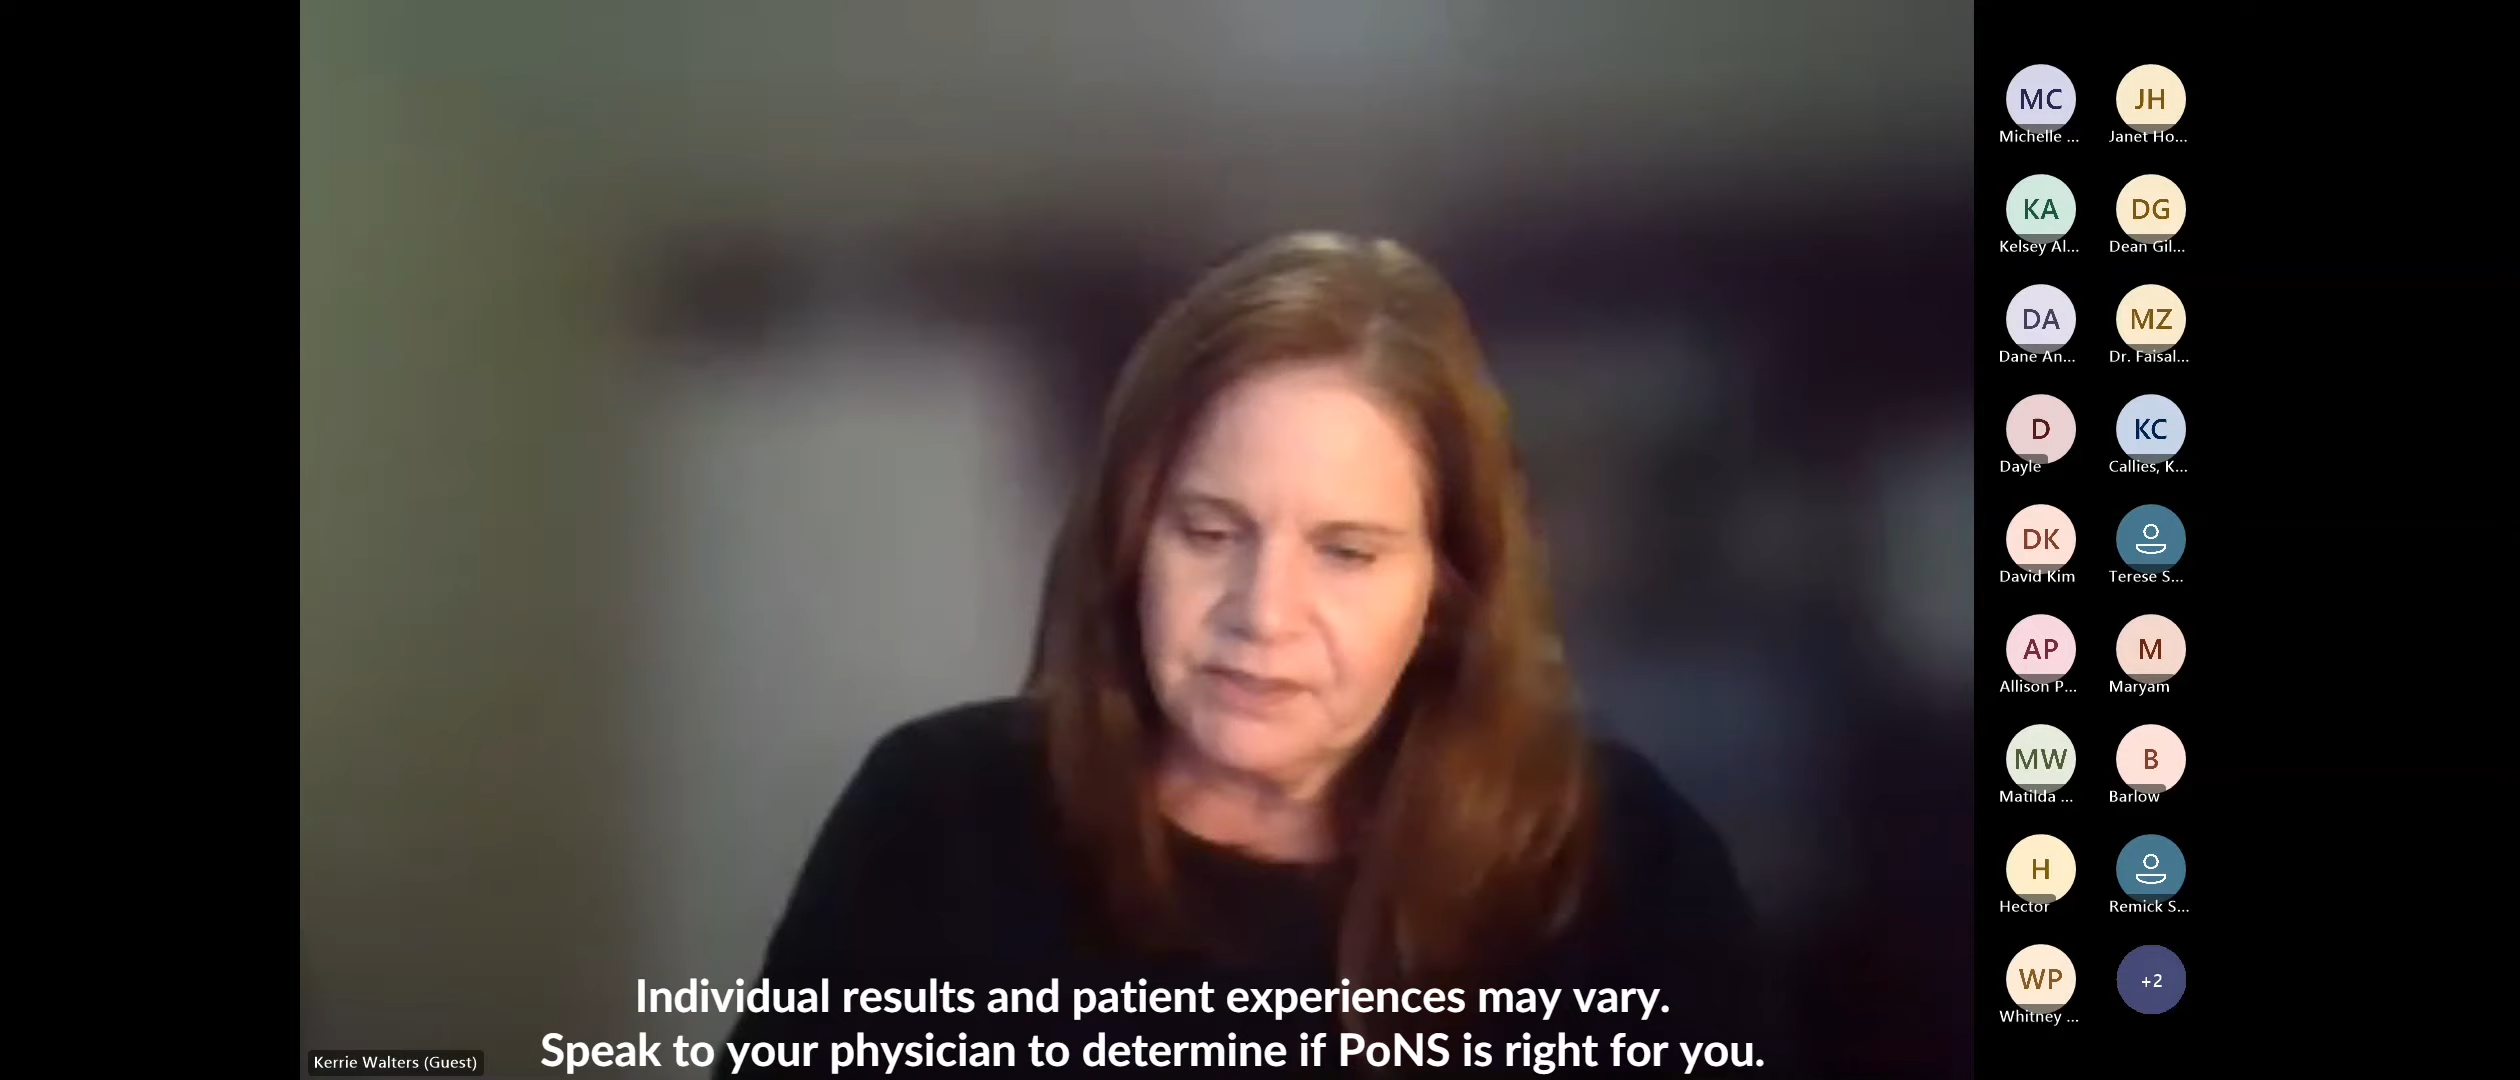 MC
JH
Michelle ...
Janet Ho...
KA
DG
Kelsey Al...
Dean Gil...
DA
MZ
Dane An...
Dr. Faisal...
D
KC
Dayle
Callies, K...
DK
David Kim
Terese S...
AP
M
Allison P...
Maryam
MW
B
Matilda ...
Barlow
H
Hector
Remick S...
WP
+2
Whitney ...
Individual results and patient experiences may vary.
Speak to your physician to determine if PoNS is right for you.
Kerrie Walters (Guest)